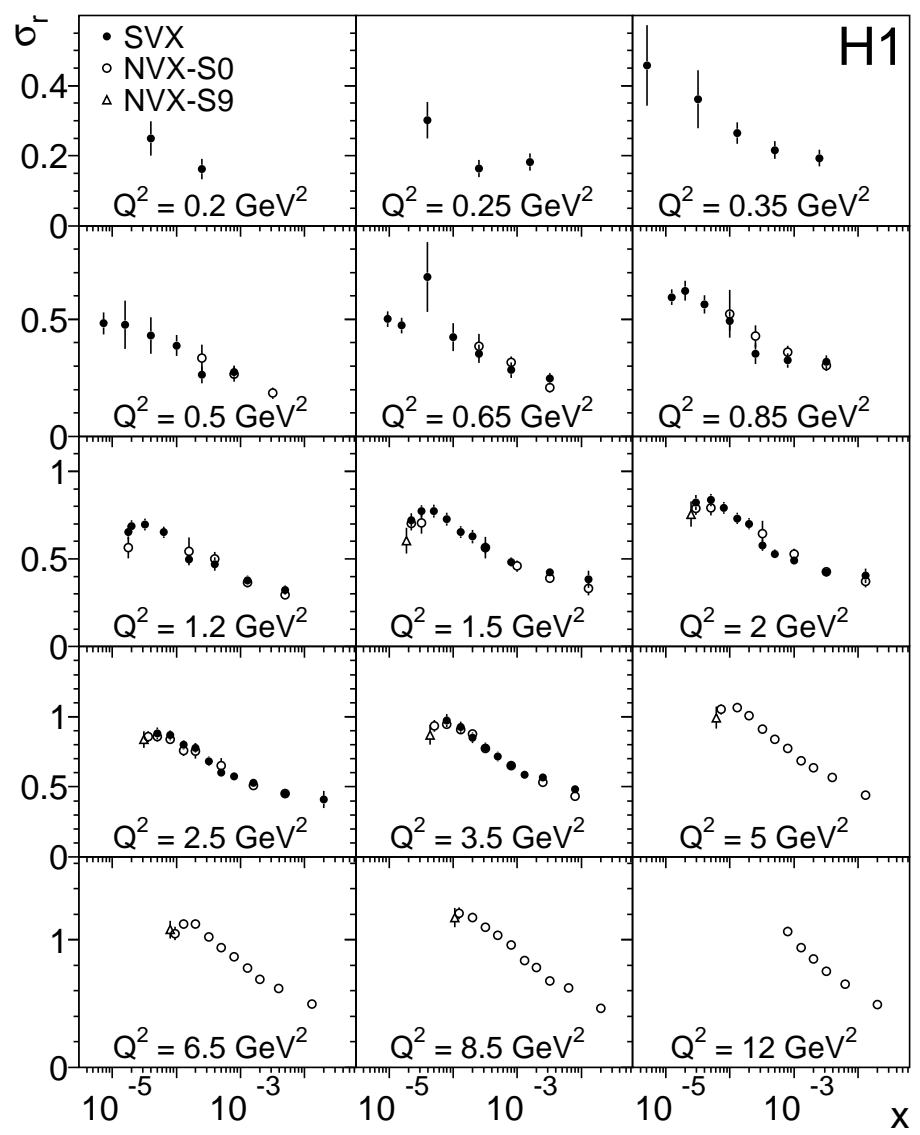 σr
SVX
NVX-S0
NVX-S9
H1
0.4
0.2
0
Q² = 0.2 GeV²
Q² = 0.25 GeV²
Q² = 0.35 GeV²
0.5
0
Q² = 0.5 GeV²
Q² = 0.65 GeV²
Q² = 0.85 GeV²
1
0.5
0
Q² = 1.2 GeV²
Q² = 1.5 GeV²
Q² = 2 GeV²
1
0.5
0
Q² = 2.5 GeV²
Q² = 3.5 GeV²
Q² = 5 GeV²
1
0
Q² = 6.5 GeV²
Q² = 8.5 GeV²
Q² = 12 GeV²
10⁻⁵ 10⁻³ 10⁻⁵ 10⁻³ 10⁻⁵ 10⁻³
x